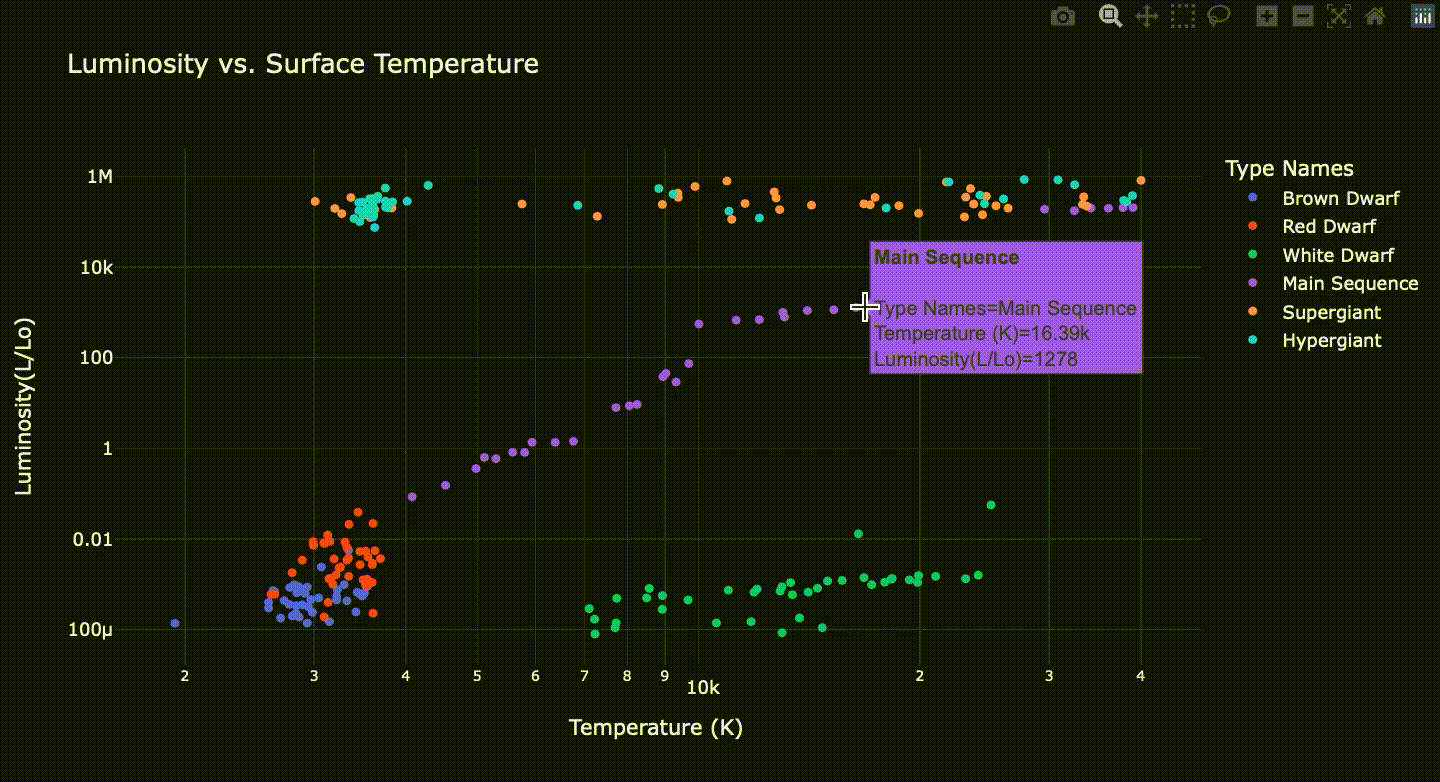 Luminosity vs. Surface Temperature
1M
10k
100
1
0.01
100µ
Luminosity(L/Lo)
2 3 4 5 6 7 8 9 10k 2 3 4
Temperature (K)
Main Sequence
Type Names=Main Sequence
Temperature (K)=16.39k
Luminosity(L/Lo)=1278
Type Names
Brown Dwarf
Red Dwarf
White Dwarf
Main Sequence
Supergiant
Hypergiant